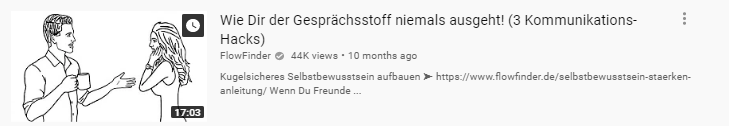 Wie Dir der Gesprächsstoff niemals ausgeht! (3 Kommunikations-
Hacks)
FlowFinder 44K views • 10 months ago
Kugelsicheres Selbstbewusstsein aufbauen ➤ https://www.flowfinder.de/selbstbewusstsein-staerken-
anleitung/ Wenn Du Freunde ...
17:03